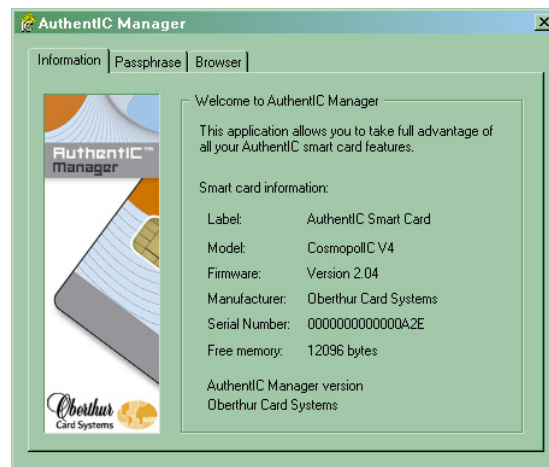 AuthentIC Manager
Information Passphrase Browser
AuthentIC™
Manager
Oberthur
Card Systems
Welcome to AuthentIC Manager
This application allows you to take full advantage of
all your AuthentIC smart card features.
Smart card information:
Label: AuthentIC Smart Card
Model: CosmopolIC V4
Firmware: Version 2.04
Manufacturer: Oberthur Card Systems
Serial Number: 0000000000000A2E
Free memory: 12096 bytes
AuthentIC Manager version
Oberthur Card Systems